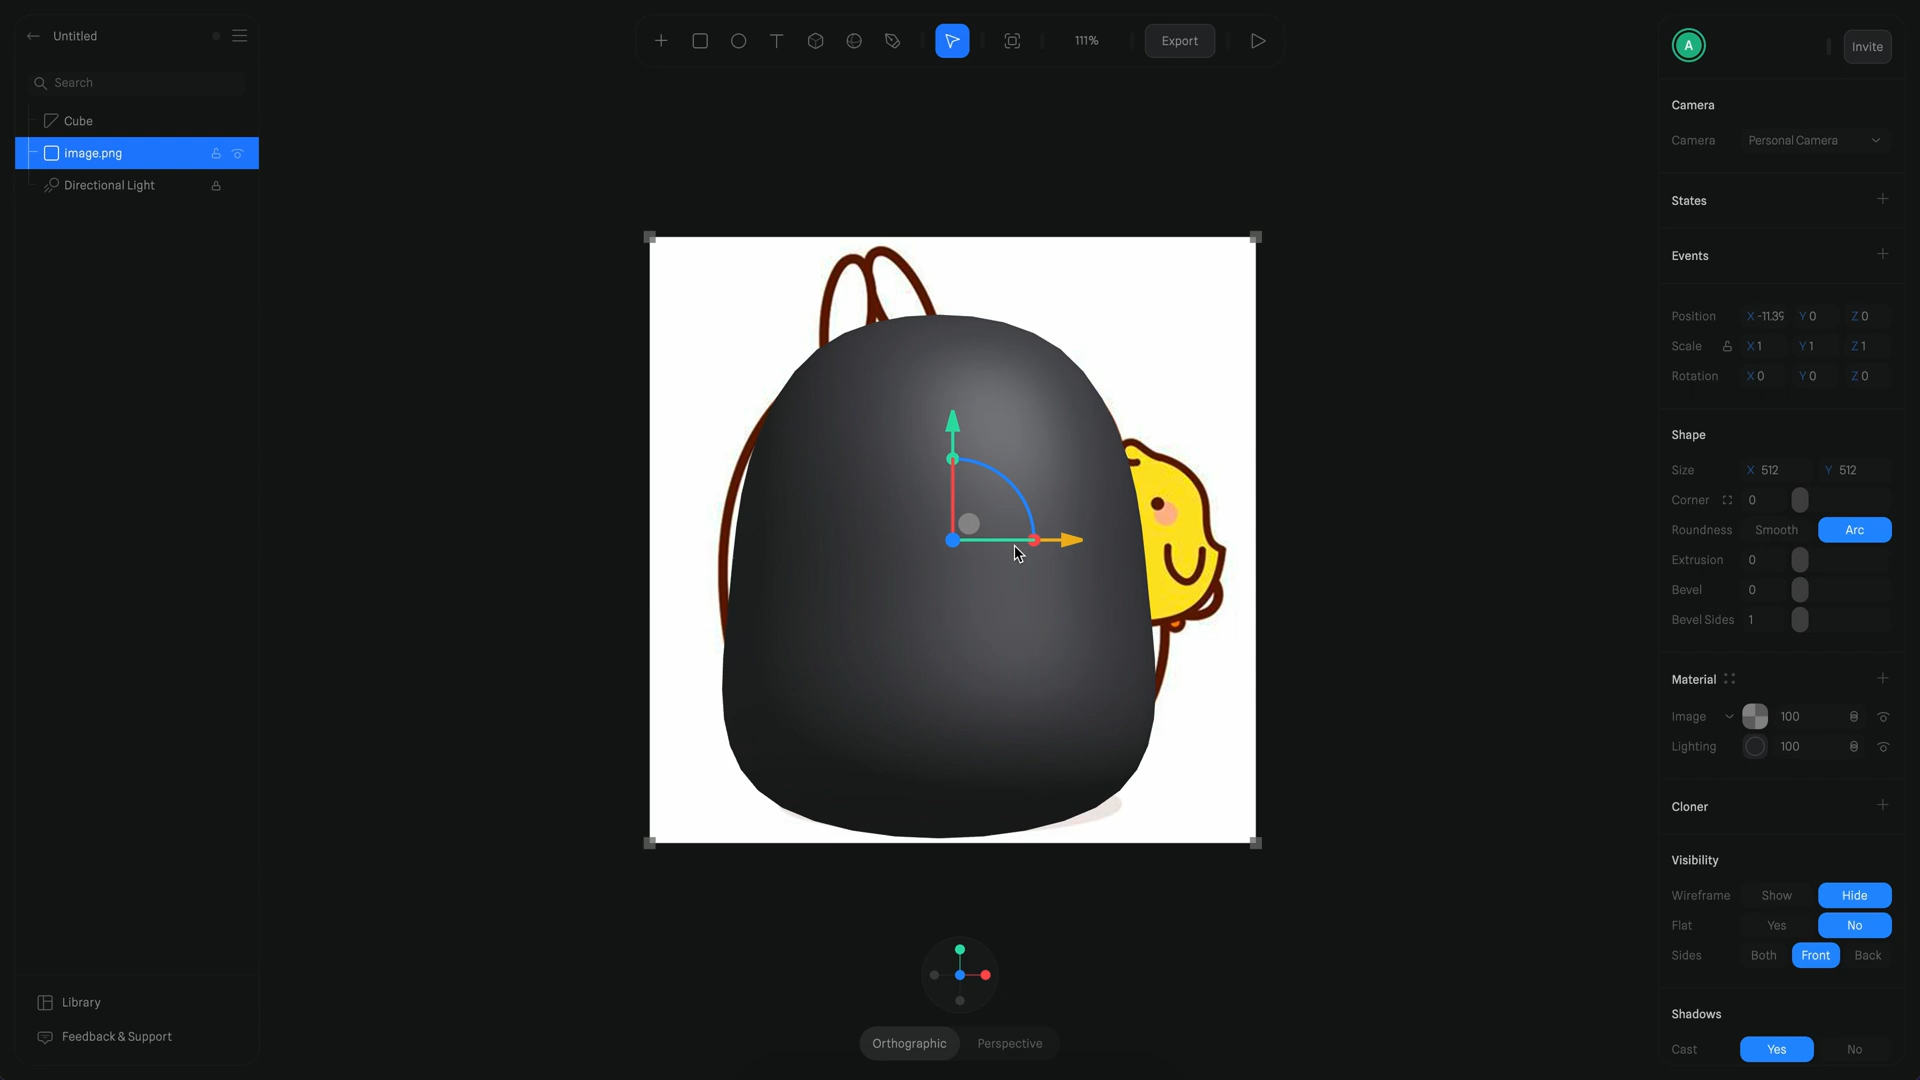 Untitled
111%
Export
A
Invite
Search
Cube
image.png
Directional Light
Library
Feedback & Support
Orthographic
Perspective
Camera
Camera
Personal Camera
States
Events
Position X -11.39 Y 0 Z 0
Scale X 1 Y 1 Z 1
Rotation X 0 Y 0 Z 0
Shape
Size X 512 Y 512
Corner 0
Roundness Smooth Arc
Extrusion 0
Bevel 0
Bevel Sides 1
Material
Image 100
Lighting 100
Cloner
Visibility
Wireframe Show Hide
Flat Yes No
Sides Both Front Back
Shadows
Cast Yes No